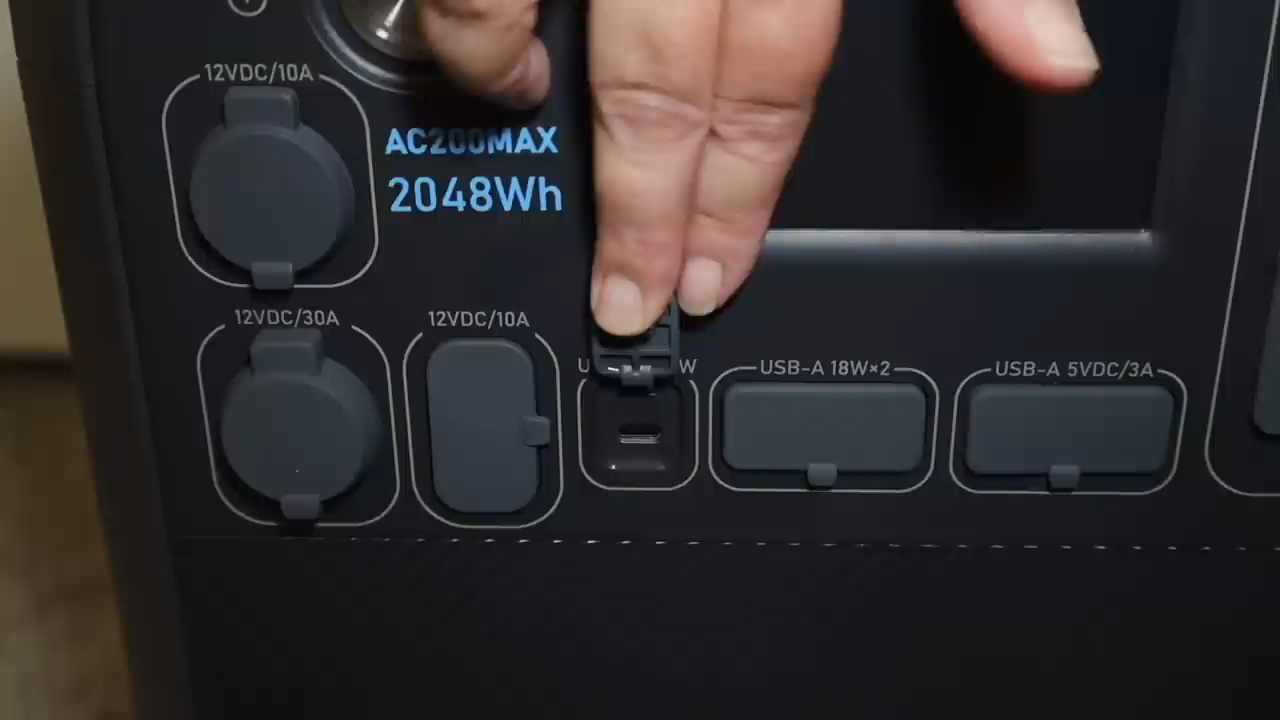 12VDC/10A
AC200MAX
2048Wh
12VDC/30A
12VDC/10A
USB-A 18W×2
USB-A 5VDC/3A